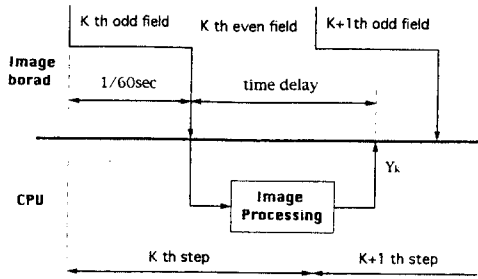 K th odd field
K th even field
K+1th odd field
Image
borad
1/60sec
time delay
Yk
CPU
Image
Processing
K th step
K+1 th step